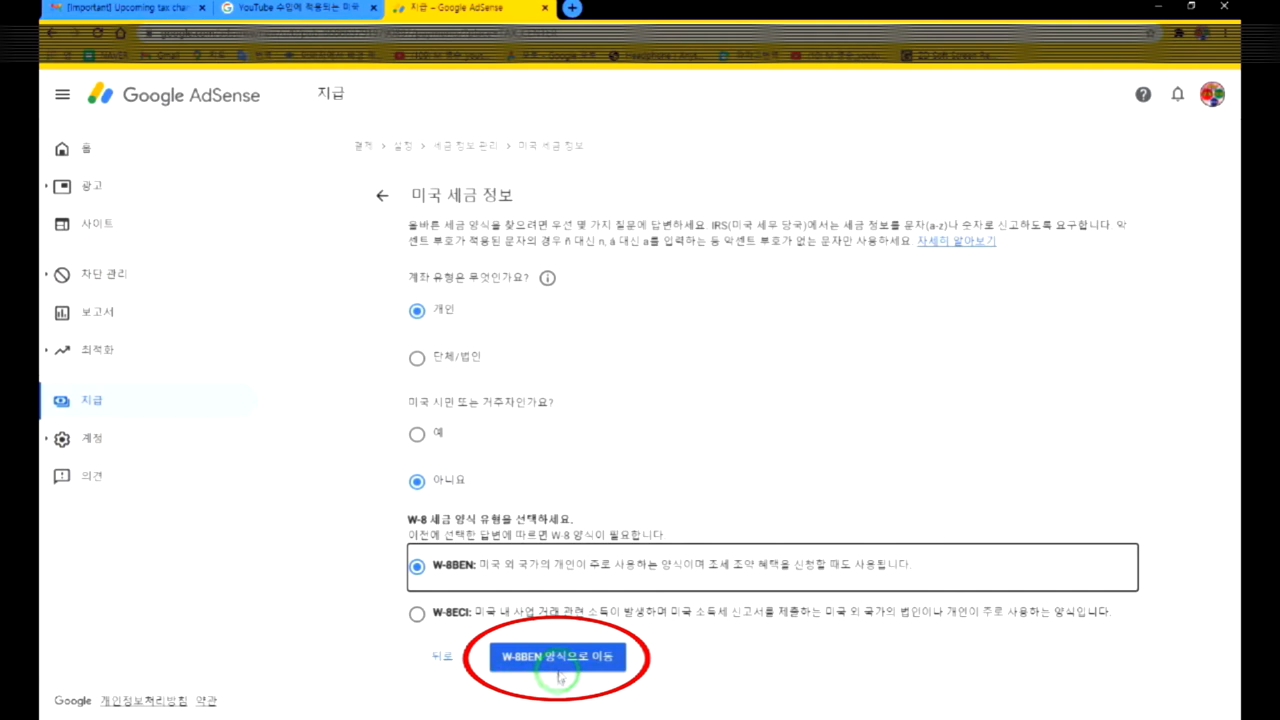 [Important] Upcoming tax char
YouTube 수입에 적용되는 미국
지급 – Google AdSense
Google AdSense
지급
홈
광고
사이트
차단 관리
보고서
최적화
지급
계정
의견
결제 > 설정 > 세금 정보 관리 > 미국 세금 정보
미국 세금 정보
올바른 세금 양식을 찾으려면 우선 몇 가지 질문에 답변하세요. IRS(미국 세무 당국)에서는 세금 정보를 문자(a-z)나 숫자로 신고하도록 요구합니다. 악
센트 부호가 적용된 문자의 경우 ñ 대신 n, á 대신 a를 입력하는 등 악센트 부호가 없는 문자만 사용하세요. 자세히 알아보기
계좌 유형은 무엇인가요?
개인
단체/법인
미국 시민 또는 거주자인가요?
예
아니요
W-8 세금 양식 유형을 선택하세요.
이전에 선택한 답변에 따르면 W-8 양식이 필요합니다.
W-8BEN: 미국 외 국가의 개인이 주로 사용하는 양식이며 조세 조약 혜택을 신청할 때도 사용됩니다.
W-8ECI: 미국 내 사업 거래 관련 소득이 발생하며 미국 소득세 신고서를 제출하는 미국 외 국가의 법인이나 개인이 주로 사용하는 양식입니다.
뒤로
W-8BEN 양식으로 이동
Google 개인정보처리방침 약관